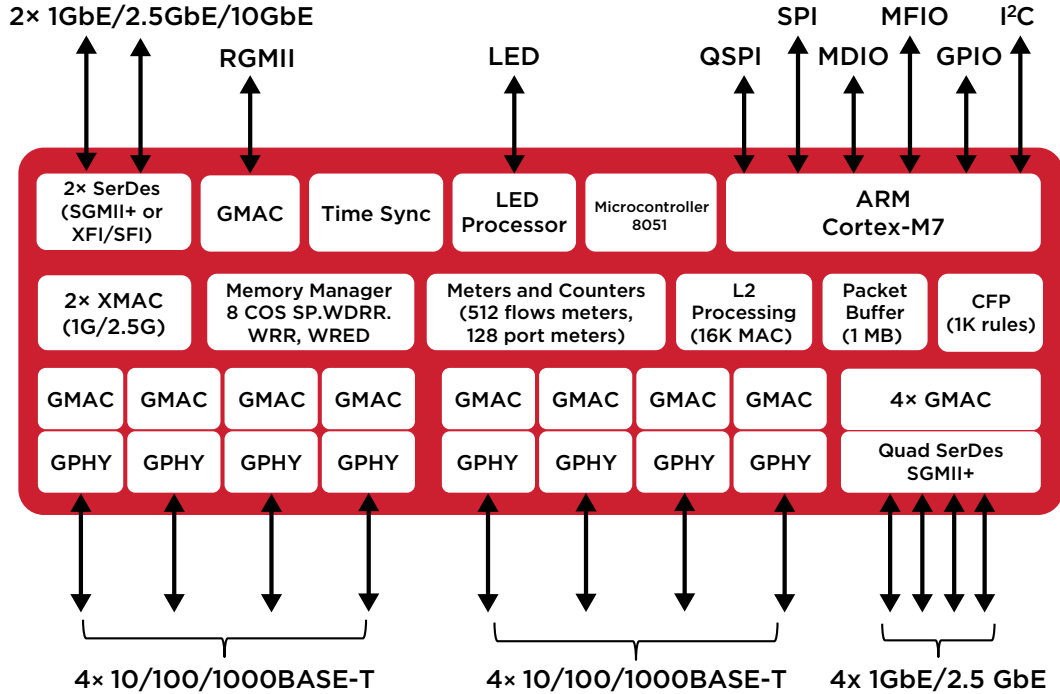 2× 1GbE/2.5GbE/10GbE
SPI
MFIO
I²C
RGMII
LED
QSPI
MDIO
GPIO
2× SerDes
(SGMII+ or
XFI/SFI)
GMAC
Time Sync
LED
Processor
Microcontroller
8051
ARM
Cortex-M7
2× XMAC
(1G/2.5G)
Memory Manager
8 COS SP.WDRR.
WRR, WRED
Meters and Counters
(512 flows meters,
128 port meters)
L2
Processing
(16K MAC)
Packet
Buffer
(1 MB)
CFP
(1K rules)
GMAC
GMAC
GMAC
GMAC
GMAC
GMAC
GMAC
GMAC
4× GMAC
GPHY
GPHY
GPHY
GPHY
GPHY
GPHY
GPHY
GPHY
Quad SerDes
SGMII+
4× 10/100/1000BASE-T
4× 10/100/1000BASE-T
4x 1GbE/2.5 GbE